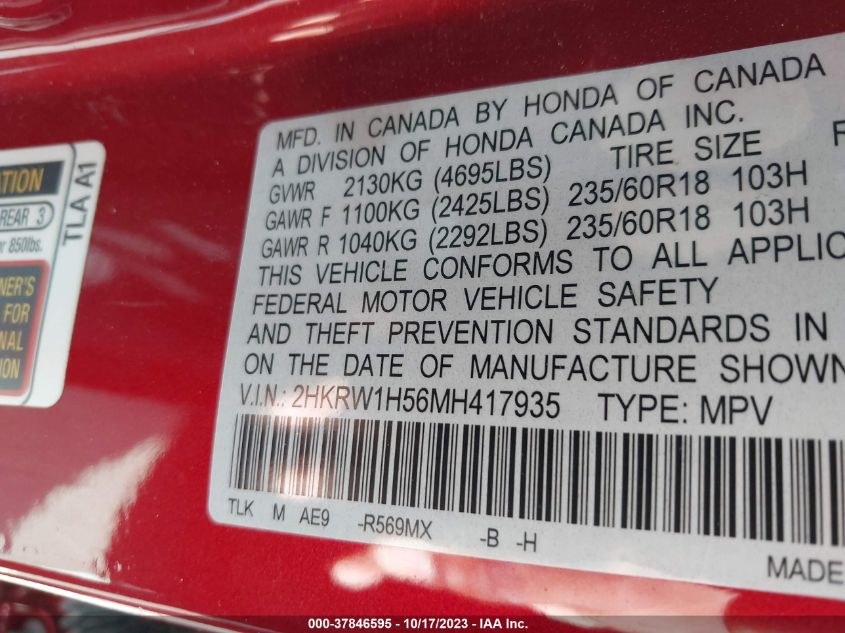 ATION
REAR 3
850lbs.
NER'S
FOR
NAL
TION
TLA A1
MFD. IN CANADA BY HONDA OF CANADA
A DIVISION OF HONDA CANADA INC.
GVWR 2130KG (4695LBS) TIRE SIZE
GAWR F 1100KG (2425LBS) 235/60R18 103H
GAWR R 1040KG (2292LBS) 235/60R18 103H
THIS VEHICLE CONFORMS TO ALL APPLIC
FEDERAL MOTOR VEHICLE SAFETY
AND THEFT PREVENTION STANDARDS IN
ON THE DATE OF MANUFACTURE SHOWN
V.I.N.: 2HKRW1H56MH417935 TYPE: MPV
TLK M AE9 -R569MX -B -H
MADE
000-37846595 - 10/17/2023 - IAA Inc.